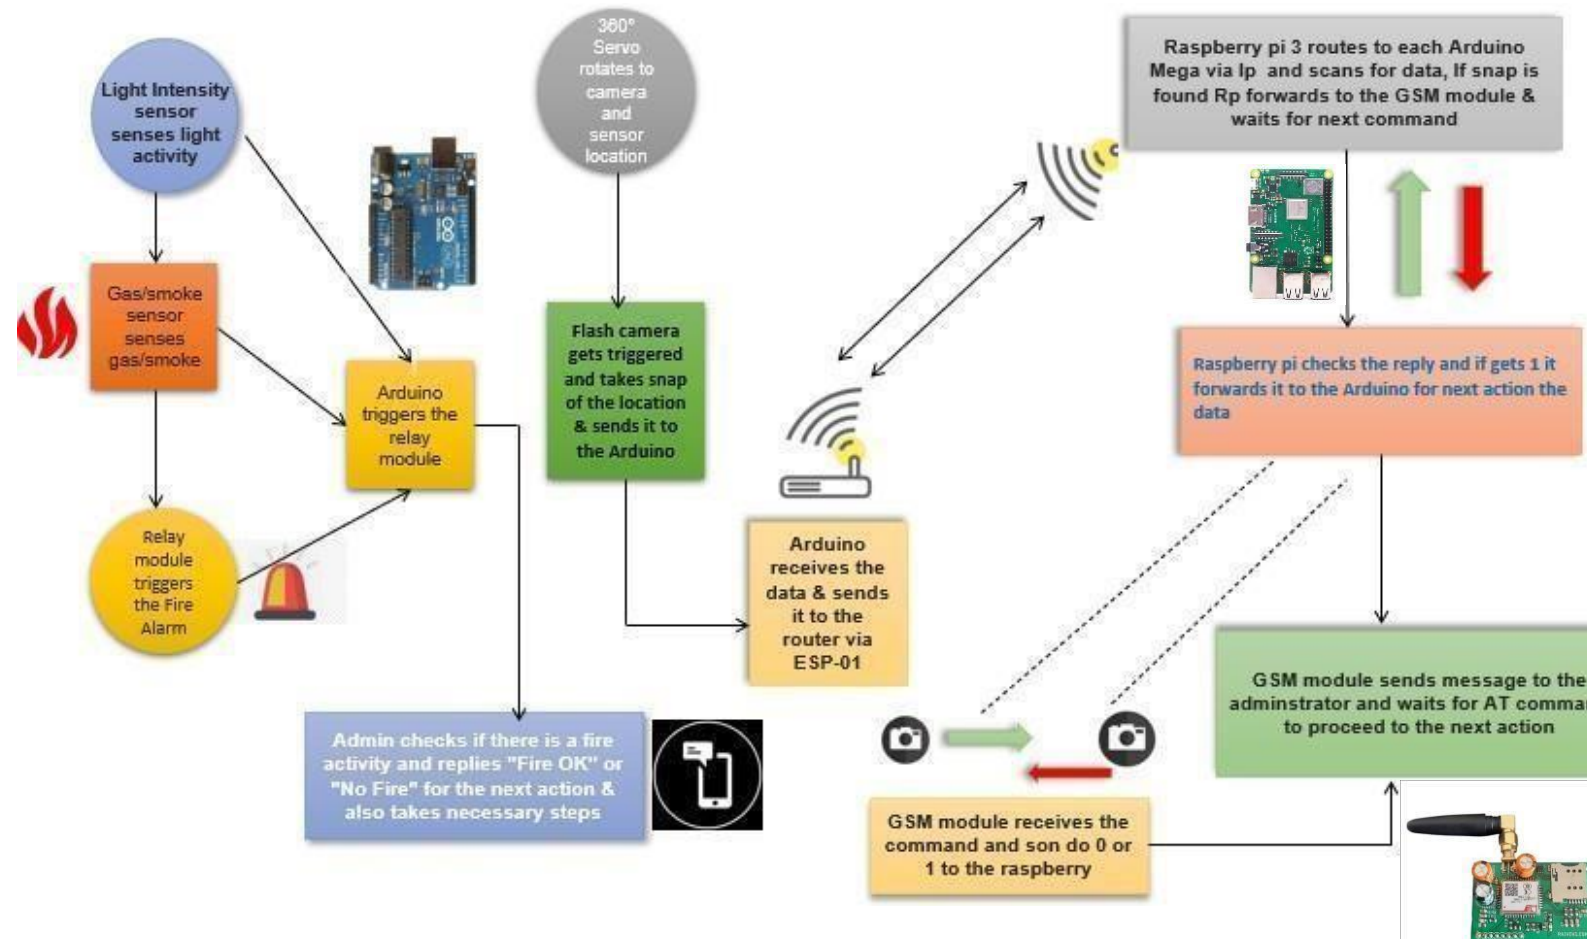 Light Intensity
sensor
senses light
activity
360°
Servo
rotates to
camera
and
sensor
location
Raspberry pi 3 routes to each Arduino
Mega via Ip and scans for data, If snap is
found Rp forwards to the GSM module &
waits for next command
Gas/smoke
sensor
senses
gas/smoke
Flash camera
gets triggered
and takes snap
of the location
& sends it to
the Arduino
Raspberry pi checks the reply and if gets 1 it
forwards it to the Arduino for next action the
data
Arduino
triggers the
relay
module
Relay
module
triggers
the Fire
Alarm
Arduino
receives the
data & sends
it to the
router via
ESP-01
GSM module sends message to the
adminstrator and waits for AT comma
to proceed to the next action
Admin checks if there is a fire
activity and replies "Fire OK" or
"No Fire" for the next action &
also takes necessary steps
GSM module receives the
command and son do 0 or
1 to the raspberry